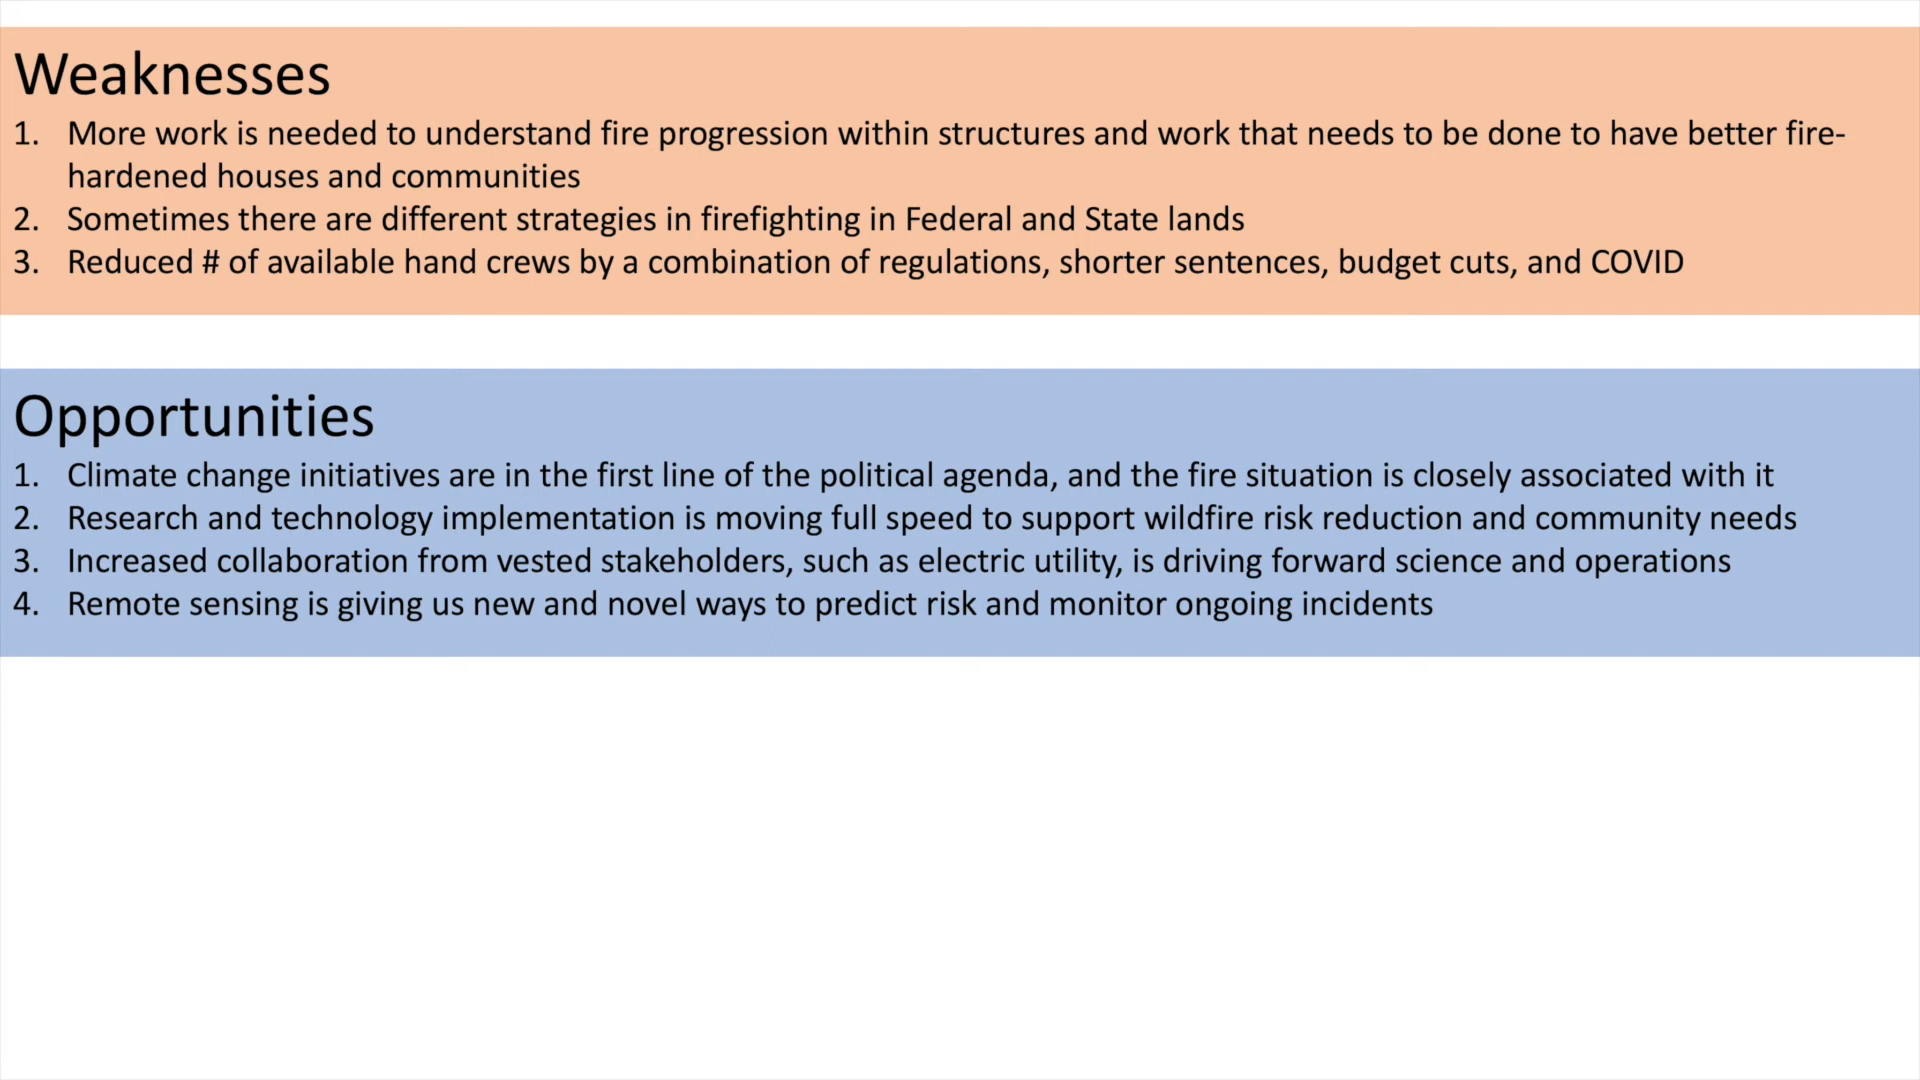 Weaknesses
1. More work is needed to understand fire progression within structures and work that needs to be done to have better fire-
hardened houses and communities
2. Sometimes there are different strategies in firefighting in Federal and State lands
3. Reduced # of available hand crews by a combination of regulations, shorter sentences, budget cuts, and COVID
Opportunities
1. Climate change initiatives are in the first line of the political agenda, and the fire situation is closely associated with it
2. Research and technology implementation is moving full speed to support wildfire risk reduction and community needs
3. Increased collaboration from vested stakeholders, such as electric utility, is driving forward science and operations
4. Remote sensing is giving us new and novel ways to predict risk and monitor ongoing incidents